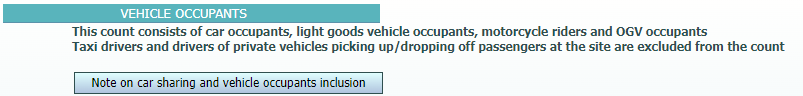 VEHICLE OCCUPANTS
This count consists of car occupants, light goods vehicle occupants, motorcycle riders and OGV occupants
Taxi drivers and drivers of private vehicles picking up/dropping off passengers at the site are excluded from the count
Note on car sharing and vehicle occupants inclusion